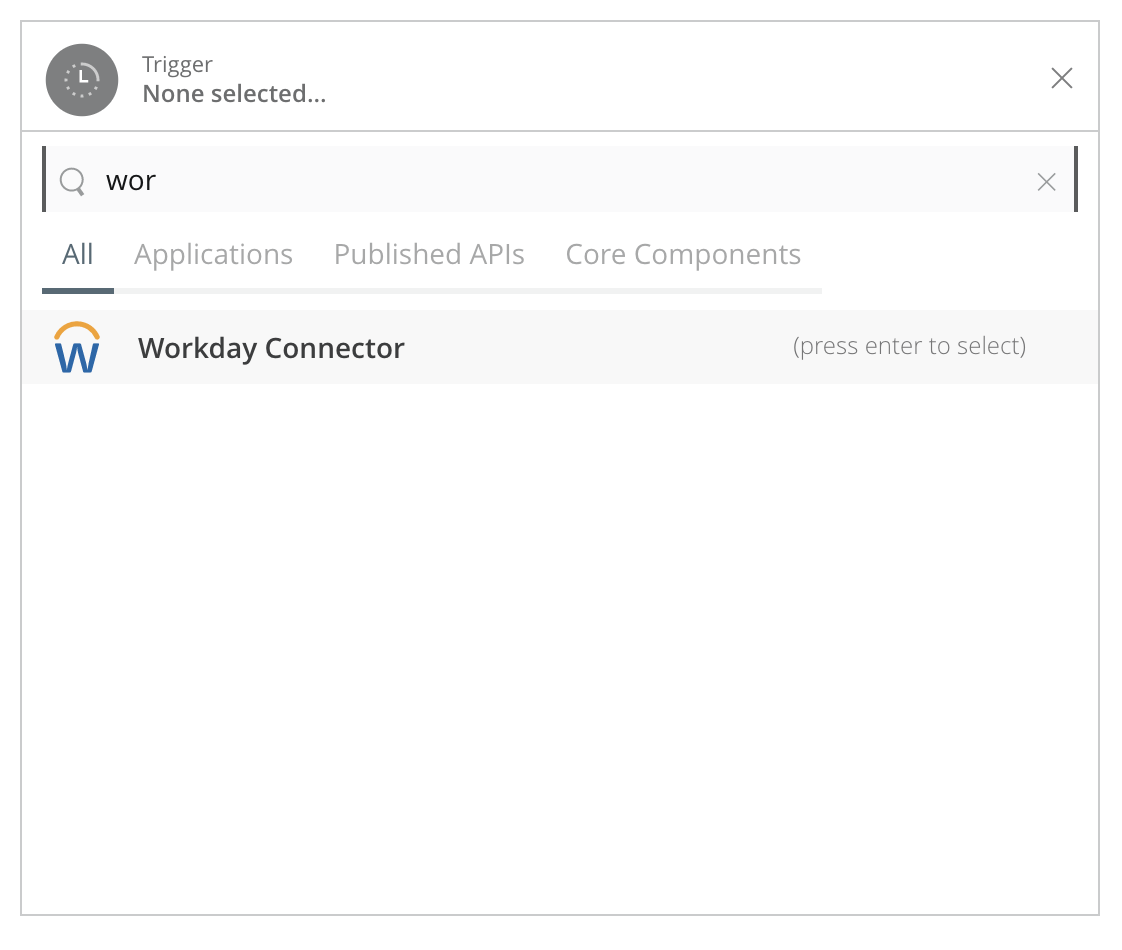 Trigger
None selected...
wor
All Applications Published APIs Core Components
Workday Connector (press enter to select)